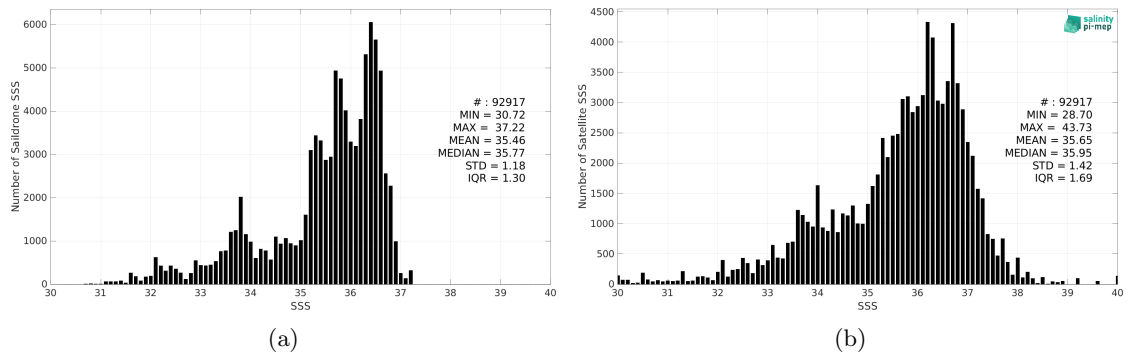 6000
5000
4000
3000
2000
1000
0
Number of Saildrone SSS
# : 92917
MIN = 30.72
MAX = 37.22
MEAN = 35.46
MEDIAN = 35.77
STD = 1.18
IQR = 1.30
30 31 32 33 34 35 36 37 38 39 40
SSS
(a)
4500
4000
3500
3000
2500
2000
1500
1000
500
0
Number of Satellite SSS
salinity
pi-mep
# : 92917
MIN = 28.70
MAX = 43.73
MEAN = 35.65
MEDIAN = 35.95
STD = 1.42
IQR = 1.69
30 31 32 33 34 35 36 37 38 39 40
SSS
(b)